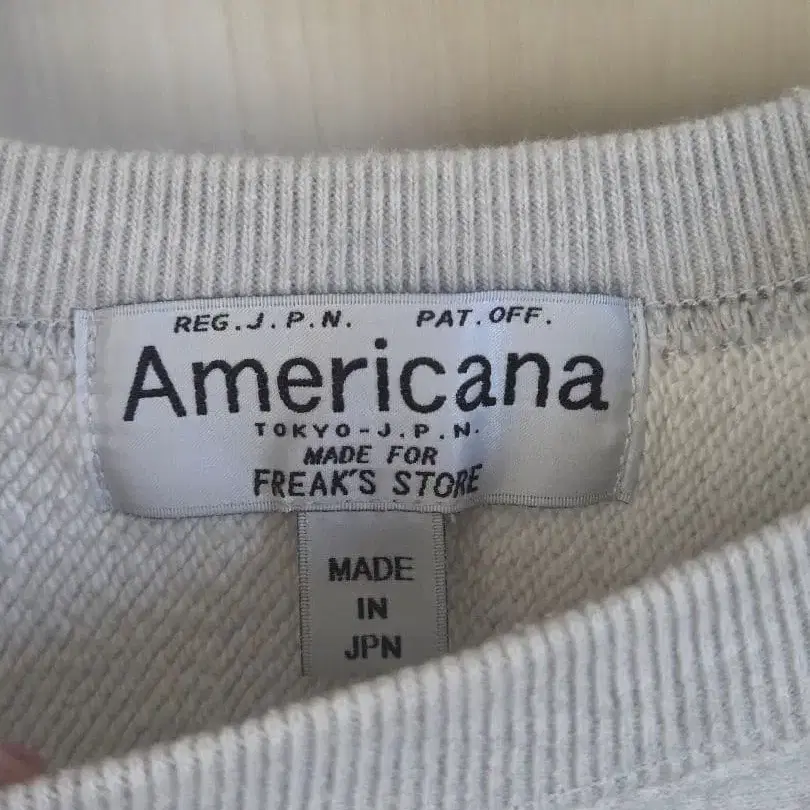 REG.J.P.N. PAT.OFF.
Americana
TOKYO-J.P.N.
MADE FOR
FREAK'S STORE
MADE
IN
JPN